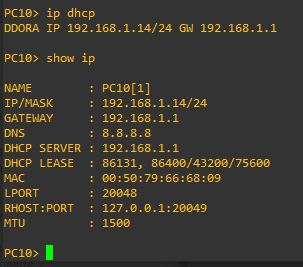 PC10> ip dhcp
DDORA IP 192.168.1.14/24 GW 192.168.1.1
PC10> show ip
NAME : PC10[1]
IP/MASK : 192.168.1.14/24
GATEWAY : 192.168.1.1
DNS : 8.8.8.8
DHCP SERVER : 192.168.1.1
DHCP LEASE : 86131, 86400/43200/75600
MAC : 00:50:79:66:68:09
LPORT : 20048
RHOST:PORT : 127.0.0.1:20049
MTU : 1500
PC10>